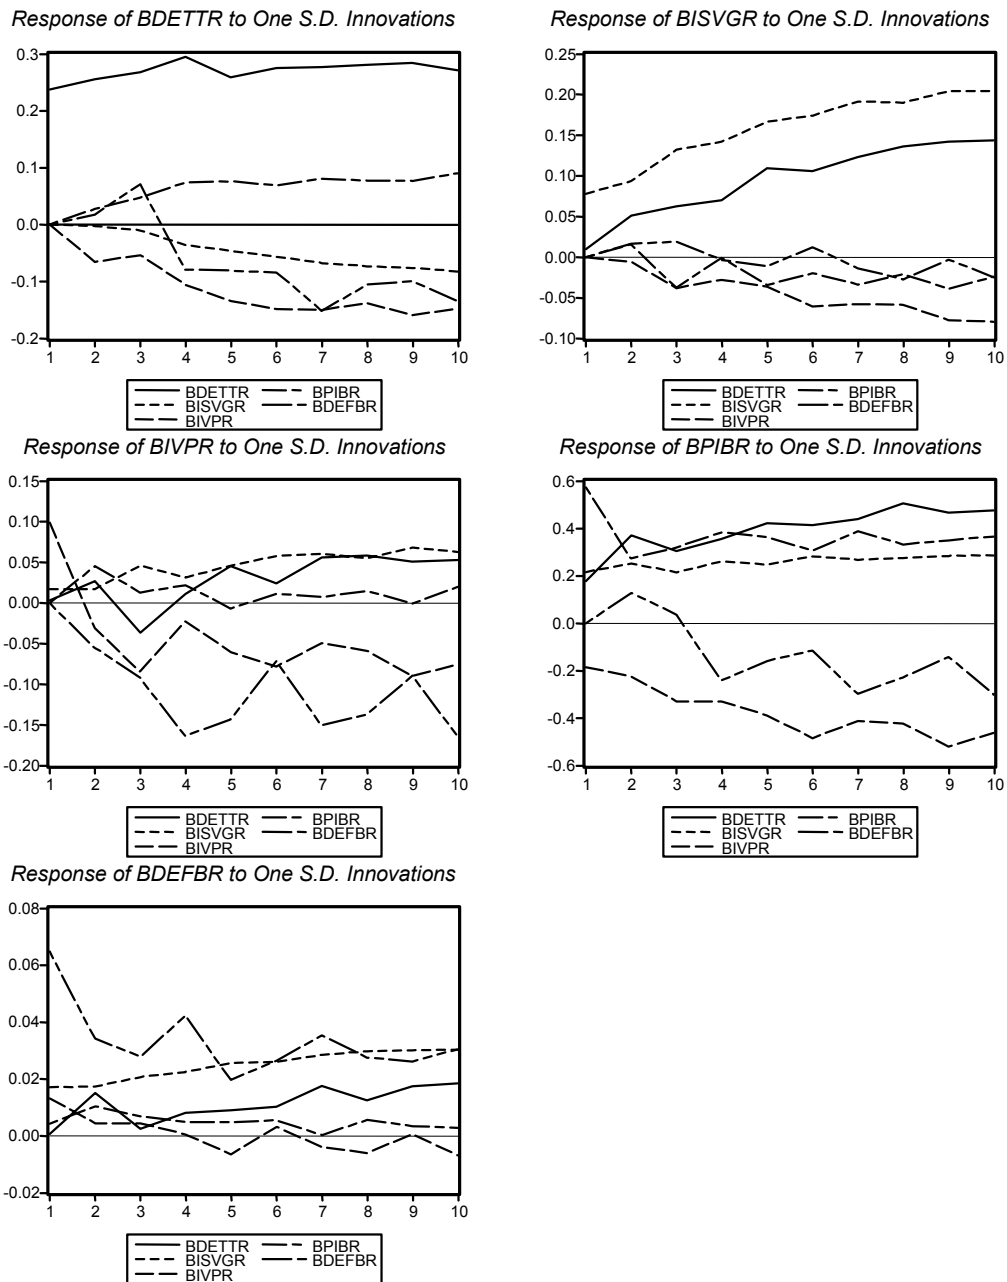 Response of BDETTR to One S.D. Innovations
0.3
0.2
0.1
0.0
-0.1
-0.2
1 2 3 4 5 6 7 8 9 10
BDETTR BPIBR
BISVGR BDEFBR
BIVPR
Response of BISVGR to One S.D. Innovations
0.25
0.20
0.15
0.10
0.05
0.00
-0.05
-0.10
1 2 3 4 5 6 7 8 9 10
BDETTR BPIBR
BISVGR BDEFBR
BIVPR
Response of BIVPR to One S.D. Innovations
0.15
0.10
0.05
0.00
-0.05
-0.10
-0.15
-0.20
1 2 3 4 5 6 7 8 9 10
BDETTR BPIBR
BISVGR BDEFBR
BIVPR
Response of BPIBR to One S.D. Innovations
0.6
0.4
0.2
0.0
-0.2
-0.4
-0.6
1 2 3 4 5 6 7 8 9 10
BDETTR BPIBR
BISVGR BDEFBR
BIVPR
Response of BDEFBR to One S.D. Innovations
0.08
0.06
0.04
0.02
0.00
-0.02
1 2 3 4 5 6 7 8 9 10
BDETTR BPIBR
BISVGR BDEFBR
BIVPR